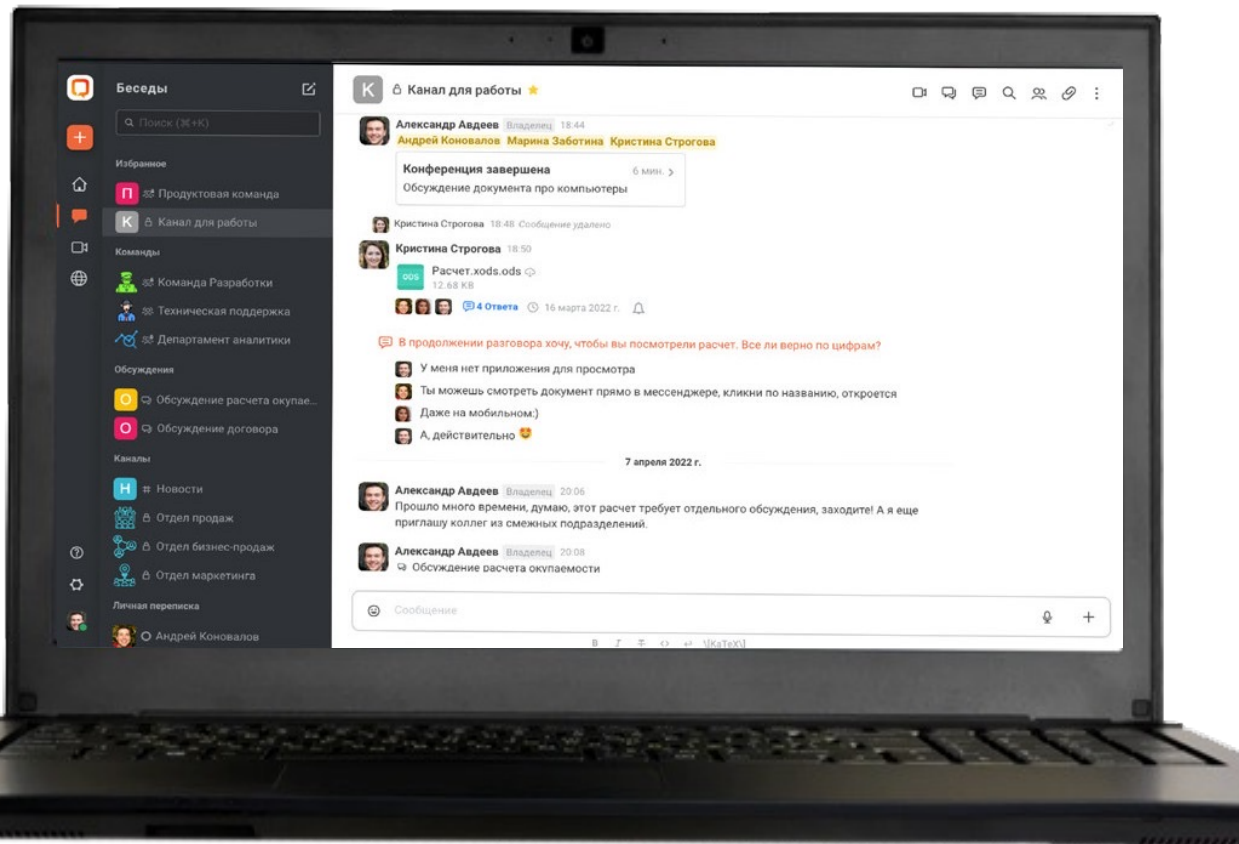 Беседы
Поиск (⌘+K)
Избранное
П Продуктовая команда
К Канал для работы
Команды
Команда Разработки
Техническая поддержка
Департамент аналитики
Обсуждения
О Обсуждение расчета окупае...
О Обсуждение договора
Каналы
Н # Новости
Отдел продаж
Отдел бизнес-продаж
Отдел маркетинга
Личная переписка
Андрей Коновалов
К Канал для работы
Александр Авдеев Владелец 18:44
Андрей Коновалов Марина Заботина Кристина Строгова
Конференция завершена 6 мин. >
Обсуждение документа про компьютеры
Кристина Строгова 18:48 Сообщение удалено
Кристина Строгова 18:50
ODS Расчет.xods.ods
12.68 KB
4 Ответа 16 марта 2022 г.
В продолжении разговора хочу, чтобы вы посмотрели расчет. Все ли верно по цифрам?
У меня нет приложения для просмотра
Ты можешь смотреть документ прямо в мессенджере, кликни по названию, откроется
Даже на мобильном:)
А, действительно 😍
7 апреля 2022 г.
Александр Авдеев Владелец 20:06
Прошло много времени, думаю, этот расчет требует отдельного обсуждения, заходите! А я еще
приглашу коллег из смежных подразделений.
Александр Авдеев Владелец 20:08
Обсуждение расчета окупаемости
Сообщение
B I T <> ↵ \[KaTeX\]